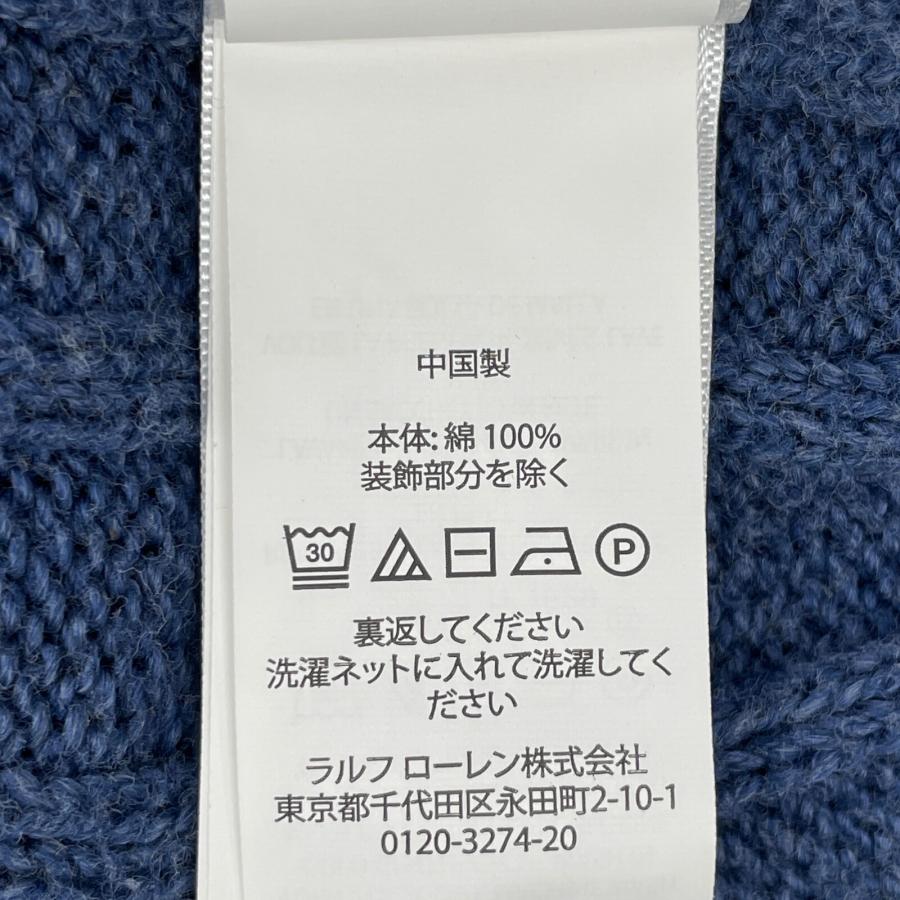 中国製
本体: 綿 100%
装飾部分を除く
30
P
裏返してください
洗濯ネットに入れて洗濯してく
ださい
ラルフ ローレン株式会社
東京都千代田区永田町2-10-1
0120-3274-20